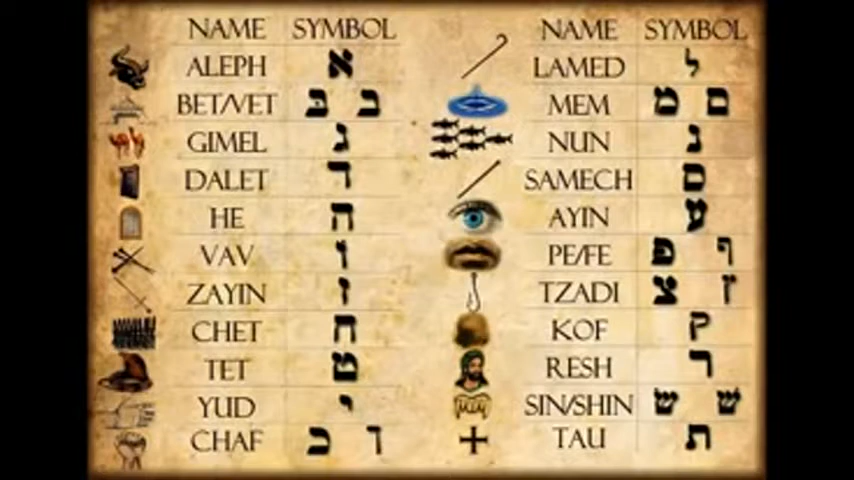 NAME SYMBOL NAME SYMBOL
ALEPH א LAMED ל
BET/VET בּ ב MEM מ ם
GIMEL ג NUN נ
DALET ד SAMECH ס
HE ה AYIN ע
VAV ו PE/FE פּ ף
ZAYIN ז TZADI צ ץ
CHET ח KOF ק
TET ט RESH ר
YUD י SIN/SHIN שׂ שׁ
CHAF כ ך TAU ת